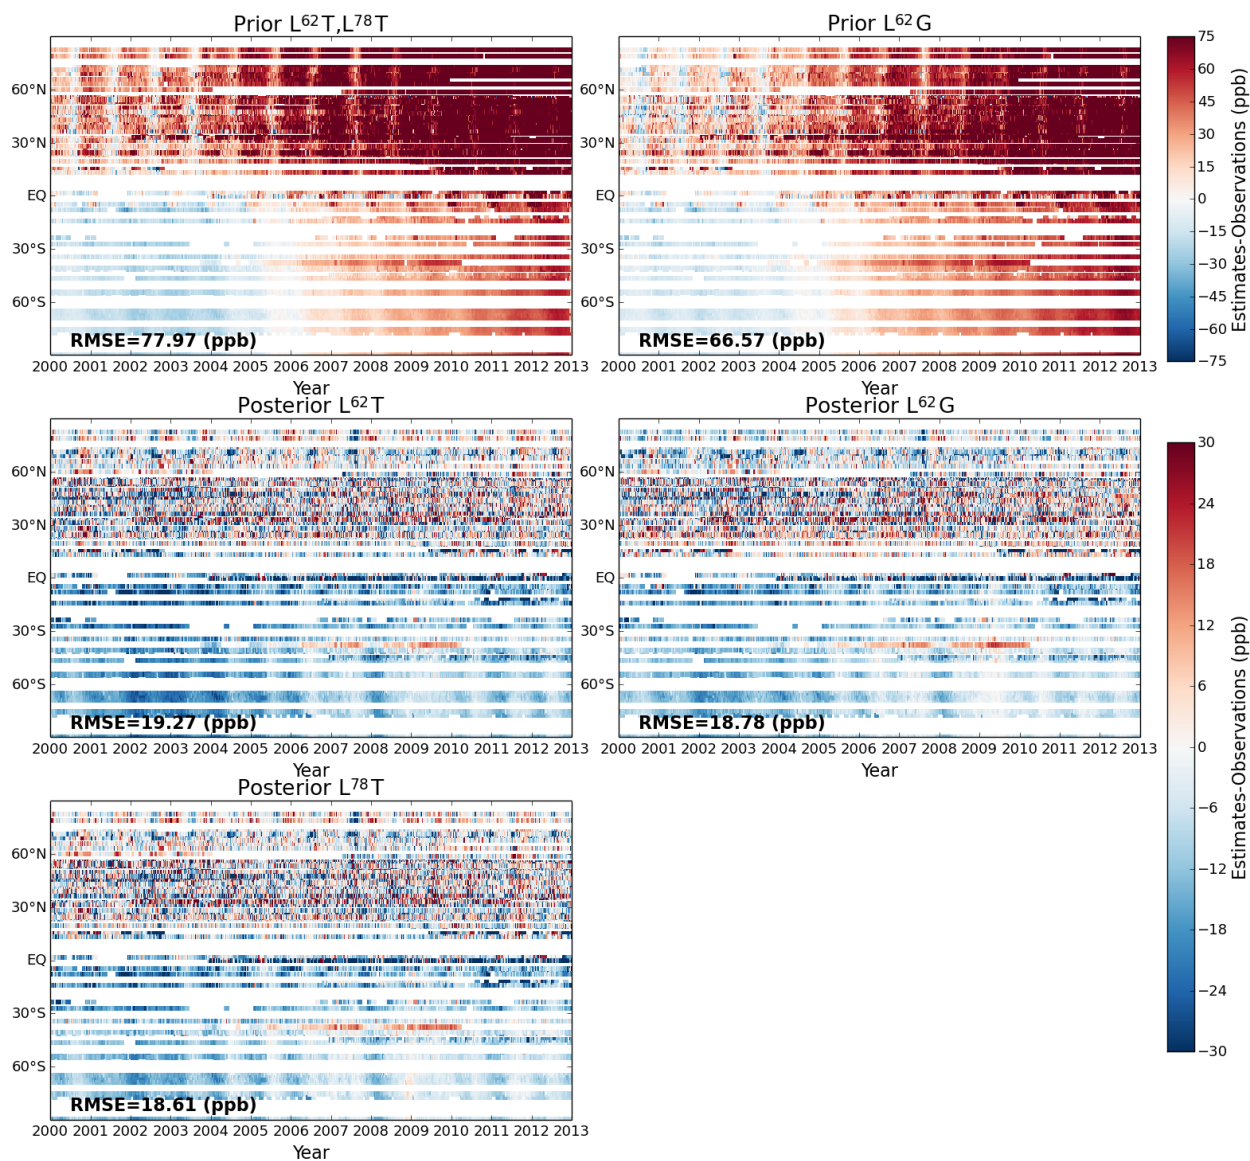 Prior L⁶²T,L⁷⁸T
Prior L⁶²G
60°N
30°N
EQ
30°S
60°S
RMSE=77.97 (ppb)
2000 2001 2002 2003 2004 2005 2006 2007 2008 2009 2010 2011 2012 2013
Year
60°N
30°N
EQ
30°S
60°S
RMSE=66.57 (ppb)
2000 2001 2002 2003 2004 2005 2006 2007 2008 2009 2010 2011 2012 2013
Year
75
60
45
30
15
0
−15
−30
−45
−60
−75
Estimates-Observations (ppb)
Posterior L⁶²T
Posterior L⁶²G
60°N
30°N
EQ
30°S
60°S
RMSE=19.27 (ppb)
2000 2001 2002 2003 2004 2005 2006 2007 2008 2009 2010 2011 2012 2013
Year
60°N
30°N
EQ
30°S
60°S
RMSE=18.78 (ppb)
2000 2001 2002 2003 2004 2005 2006 2007 2008 2009 2010 2011 2012 2013
Year
30
24
18
12
6
0
−6
−12
−18
−24
−30
Estimates-Observations (ppb)
Posterior L⁷⁸T
60°N
30°N
EQ
30°S
60°S
RMSE=18.61 (ppb)
2000 2001 2002 2003 2004 2005 2006 2007 2008 2009 2010 2011 2012 2013
Year